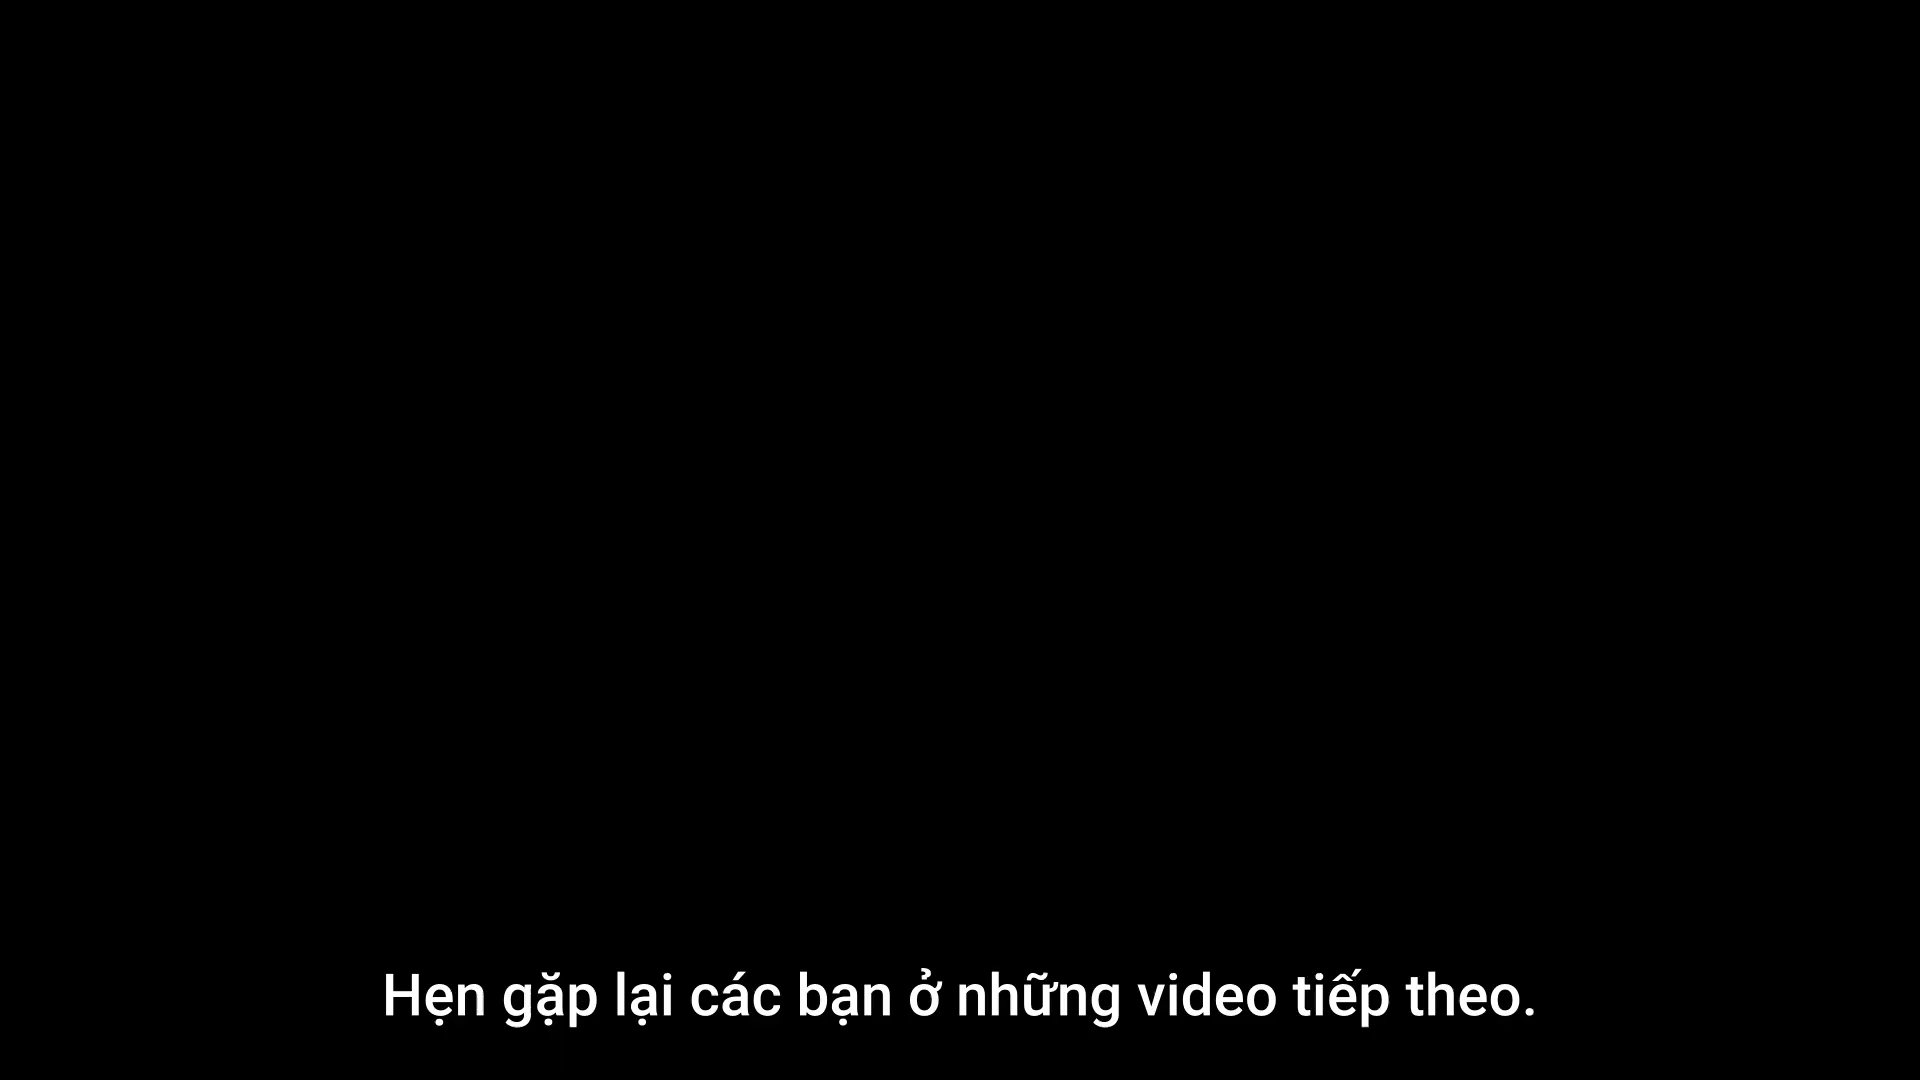 Hẹn gặp lại các bạn ở những video tiếp theo.